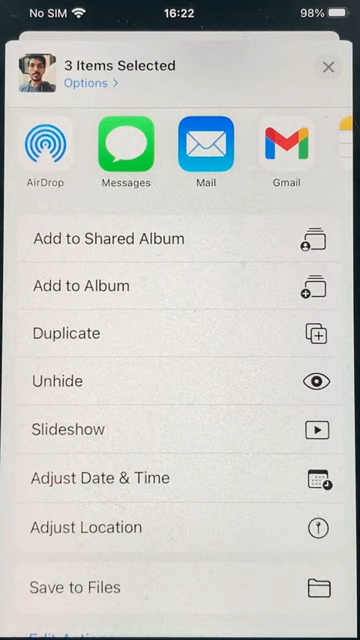 No SIM 16:22 98%
3 Items Selected
Options >
AirDrop Messages Mail Gmail
Add to Shared Album
Add to Album
Duplicate
Unhide
Slideshow
Adjust Date & Time
Adjust Location
Save to Files